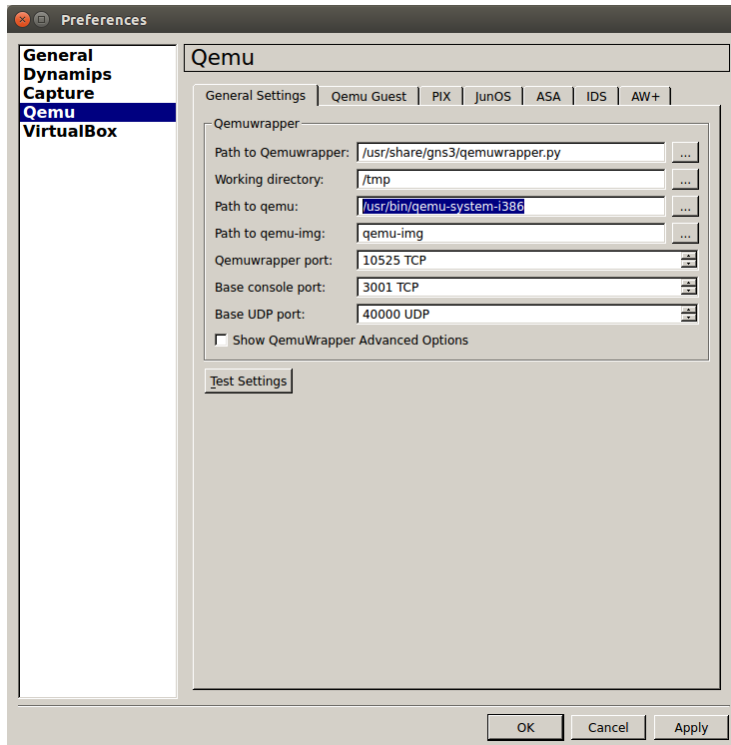 Preferences
General
Dynamips
Capture
Qemu
VirtualBox
Qemu
General Settings Qemu Guest PIX JunOS ASA IDS AW+
Qemuwrapper
Path to Qemuwrapper: /usr/share/gns3/qemuwrapper.py ...
Working directory: /tmp ...
Path to qemu: /usr/bin/qemu-system-i386 ...
Path to qemu-img: qemu-img ...
Qemuwrapper port: 10525 TCP
Base console port: 3001 TCP
Base UDP port: 40000 UDP
Show QemuWrapper Advanced Options
Test Settings
OK Cancel Apply